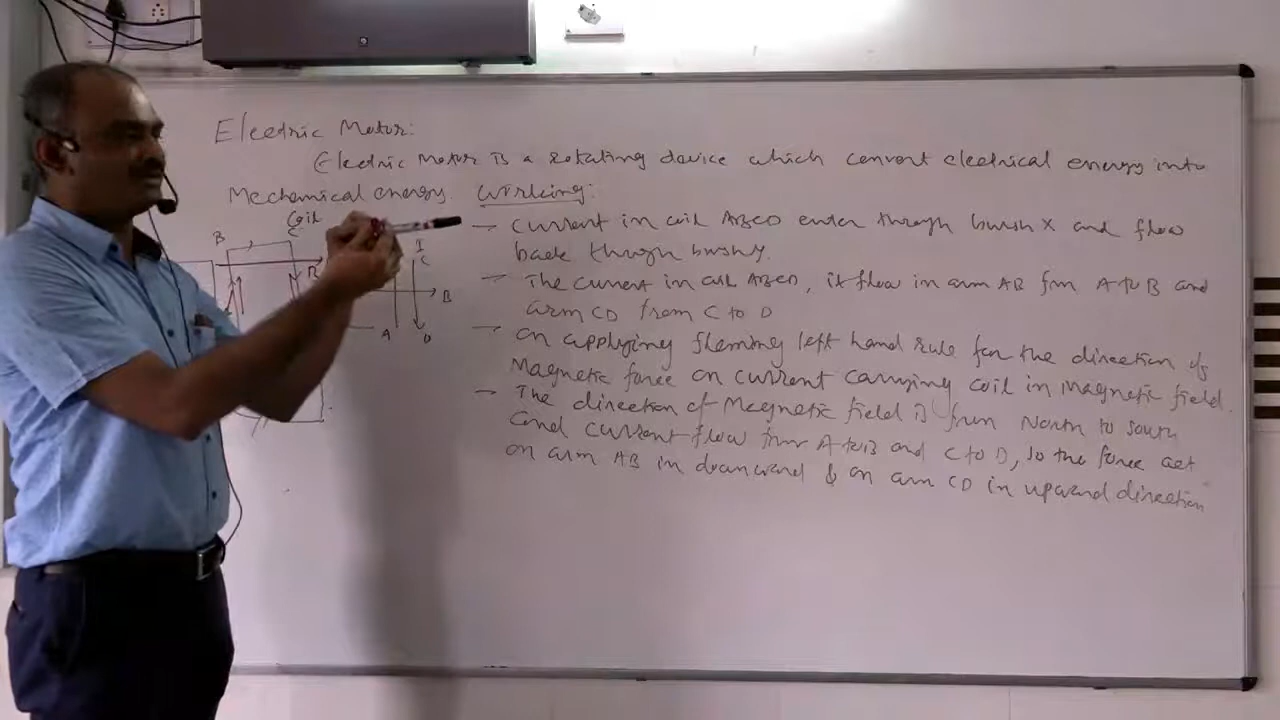 Electric Motor:
Electric Motor is a rotating device which convert electrical energy into
Mechanical energy. Working:
- Current in coil ABCD enter through brush X and flow
back through brush y.
- The current in coil ABCD, it flow in arm AB frm A to B and
arm CD from C to D
- On applying fleming left hand rule for the direction of
Magnetic force on current carrying coil in magnetic field.
- The direction of Magnetic field is from North to South
and current flow from A to B and C to D, so the force act
on arm AB in downward & on arm CD in upward direction
Coil
B C
I
C
B
A D